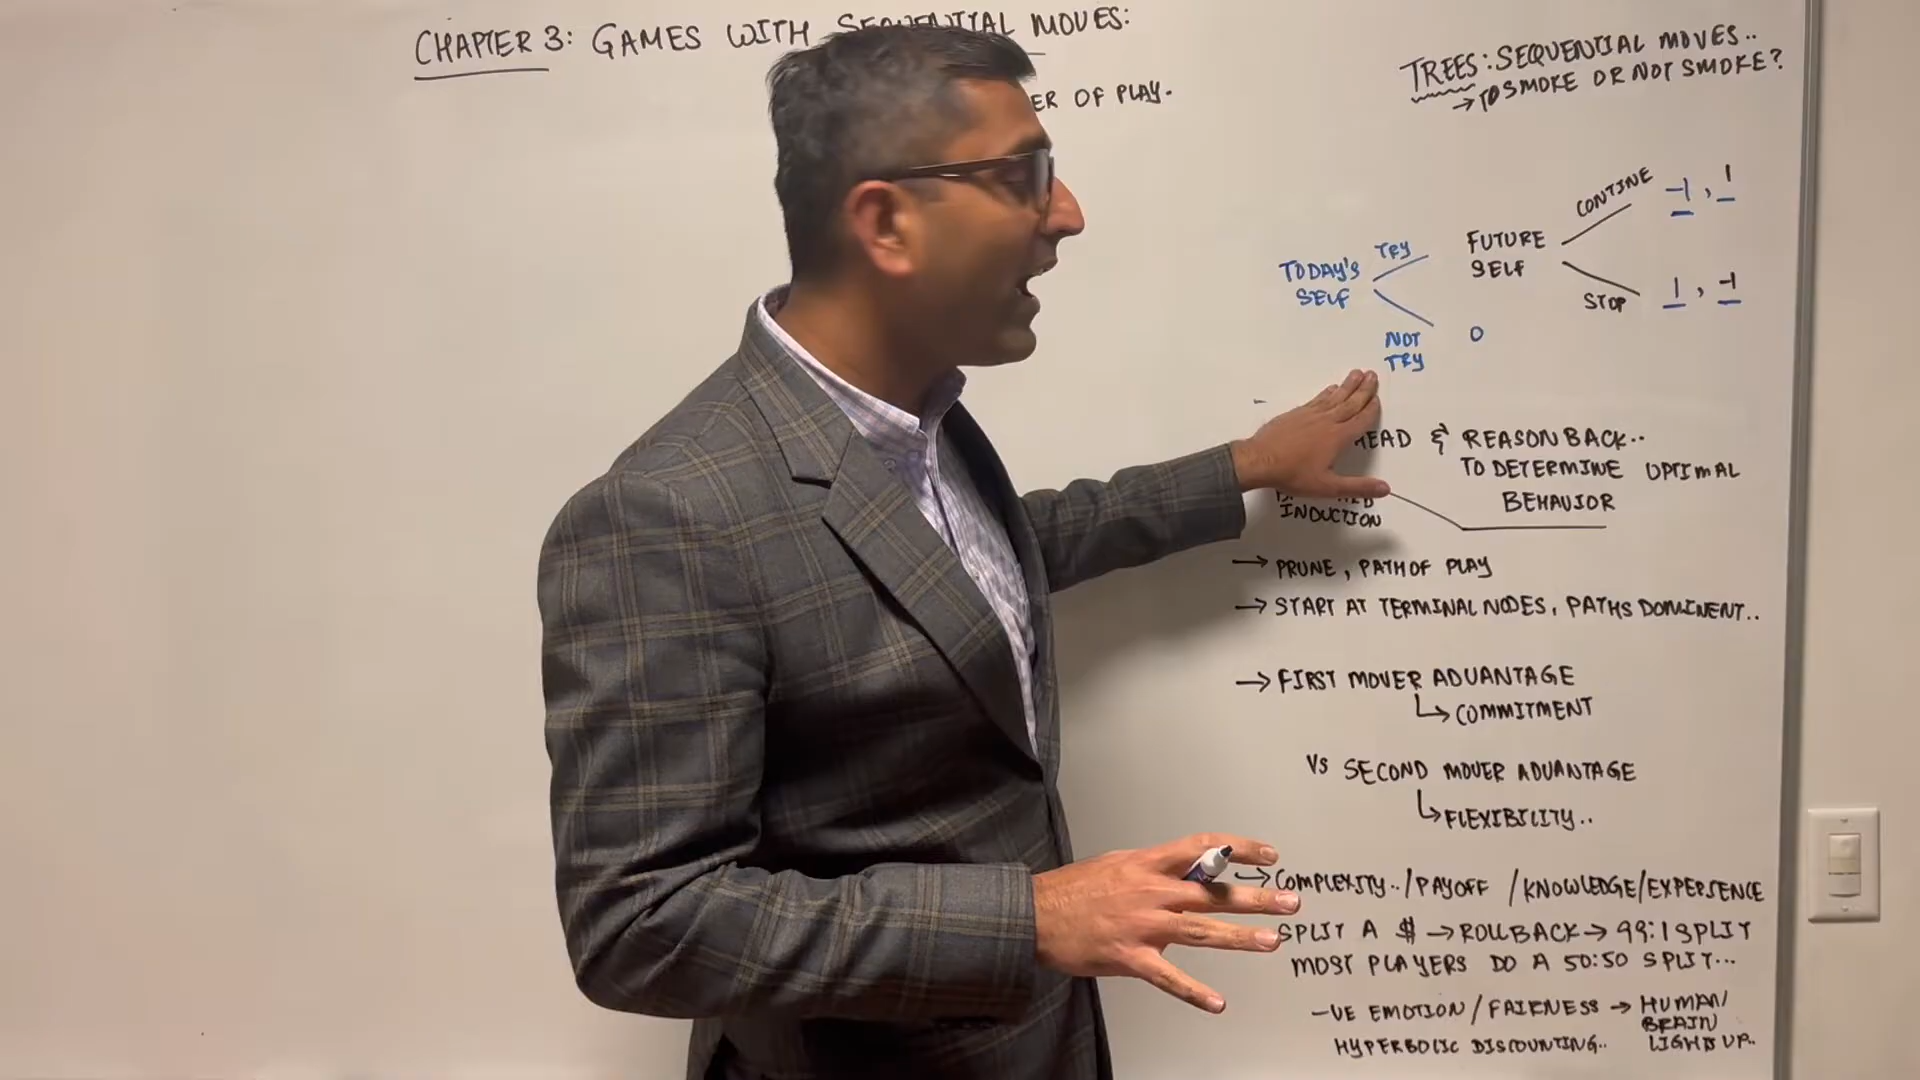 CHAPTER 3: GAMES WITH SEQUENTIAL MOVES:
ER OF PLAY.
TREES: SEQUENTIAL MOVES..
→ TO SMOKE OR NOT SMOKE?
TODAY'S SELF
TRY
NOT TRY
0
FUTURE SELF
CONTINE
-1, 1
STOP
1, -1
HEAD & REASON BACK..
TO DETERMINE OPTIMAL
BEHAVIOR
INDUCTION
→ PRUNE, PATH OF PLAY
→ START AT TERMINAL NODES, PATHS DOMINENT..
→ FIRST MOVER ADVANTAGE
↳ COMMITMENT
VS SECOND MOVER ADVANTAGE
↳ FLEXIBILITY..
→ COMPLEXITY../PAYOFF /KNOWLEDGE/EXPERIENCE
SPLIT A $ → ROLLBACK → 99:1 SPLIT
MOST PLAYERS DO A 50:50 SPLIT...
-VE EMOTION/FAIRNESS → HUMAN/
BRAIN
HYPERBOLIC DISCOUNTING.. LIGHTS UP..